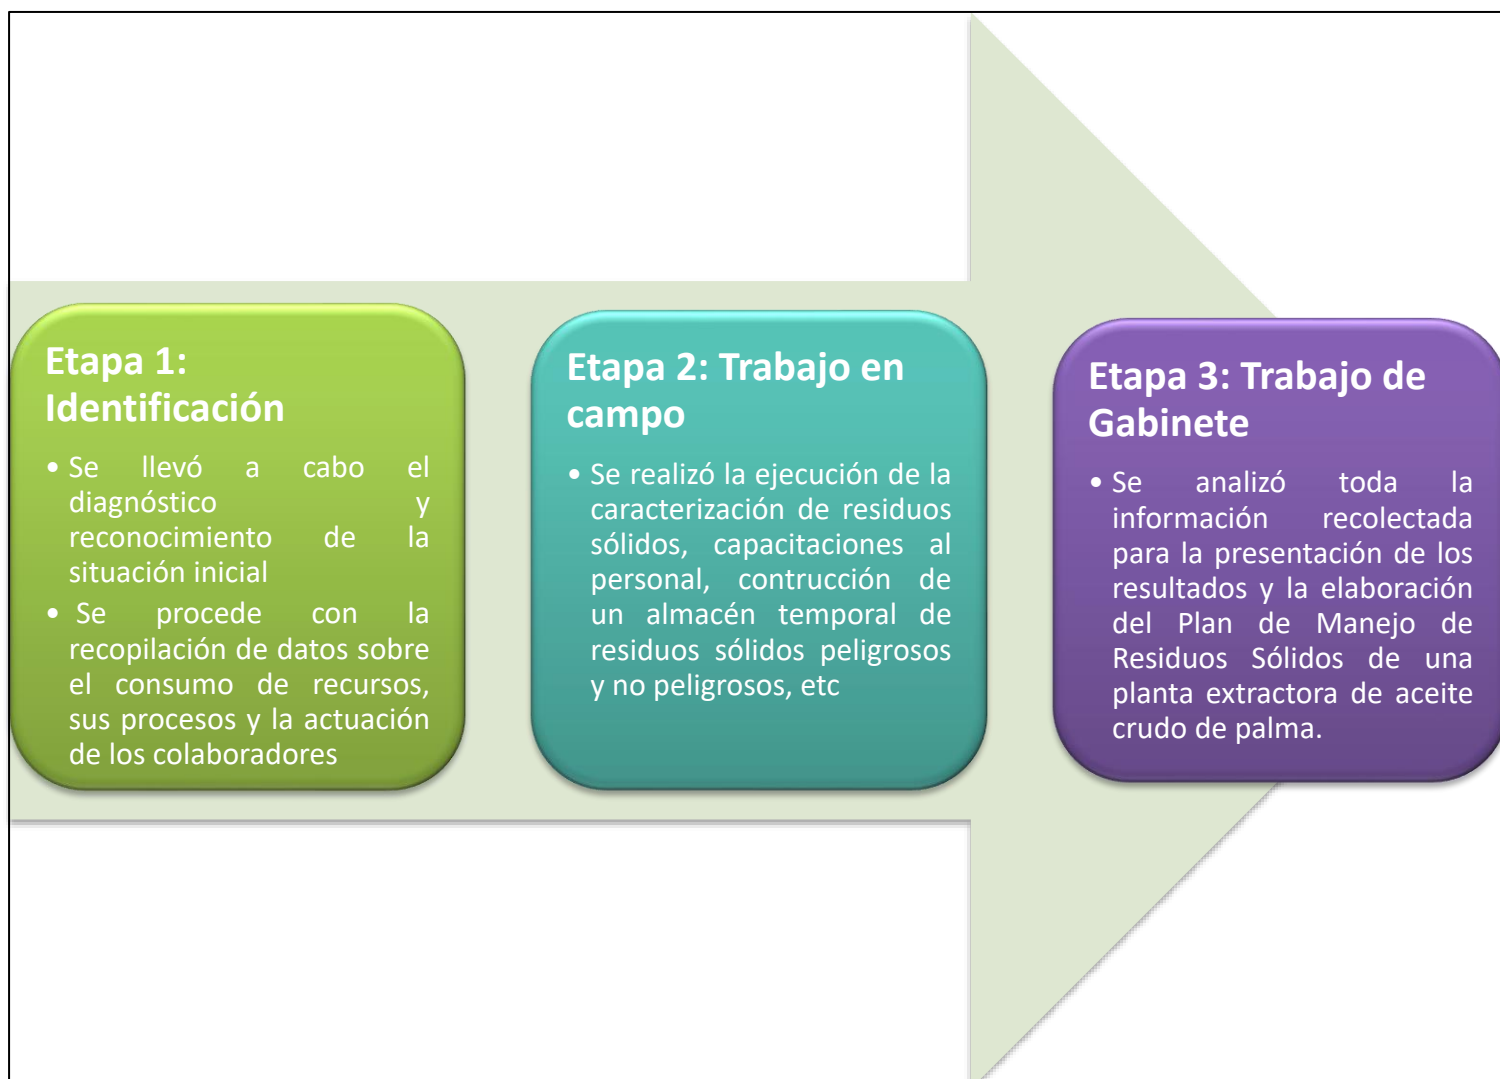 Etapa 1:
Identificación
• Se llevó a cabo el
diagnóstico y
reconocimiento de la
situación inicial
• Se procede con la
recopilación de datos sobre
el consumo de recursos,
sus procesos y la actuación
de los colaboradores
Etapa 2: Trabajo en
campo
• Se realizó la ejecución de la
caracterización de residuos
sólidos, capacitaciones al
personal, contrucción de
un almacén temporal de
residuos sólidos peligrosos
y no peligrosos, etc
Etapa 3: Trabajo de
Gabinete
• Se analizó toda la
información recolectada
para la presentación de los
resultados y la elaboración
del Plan de Manejo de
Residuos Sólidos de una
planta extractora de aceite
crudo de palma.